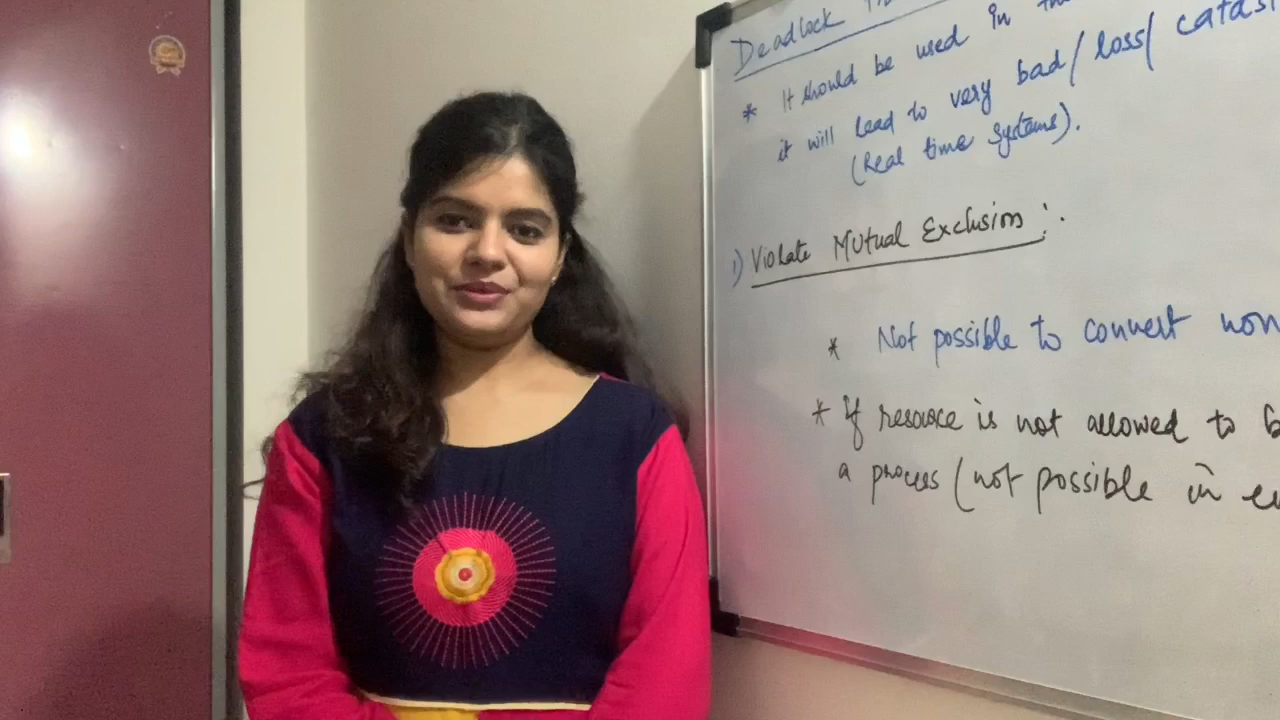 Deadlock
* It should be used in
it will lead to very bad/loss/
(Real time systems).
1) Violate Mutual Exclusion :.
* Not possible to convert non
* If resource is not allowed to
a process (not possible in